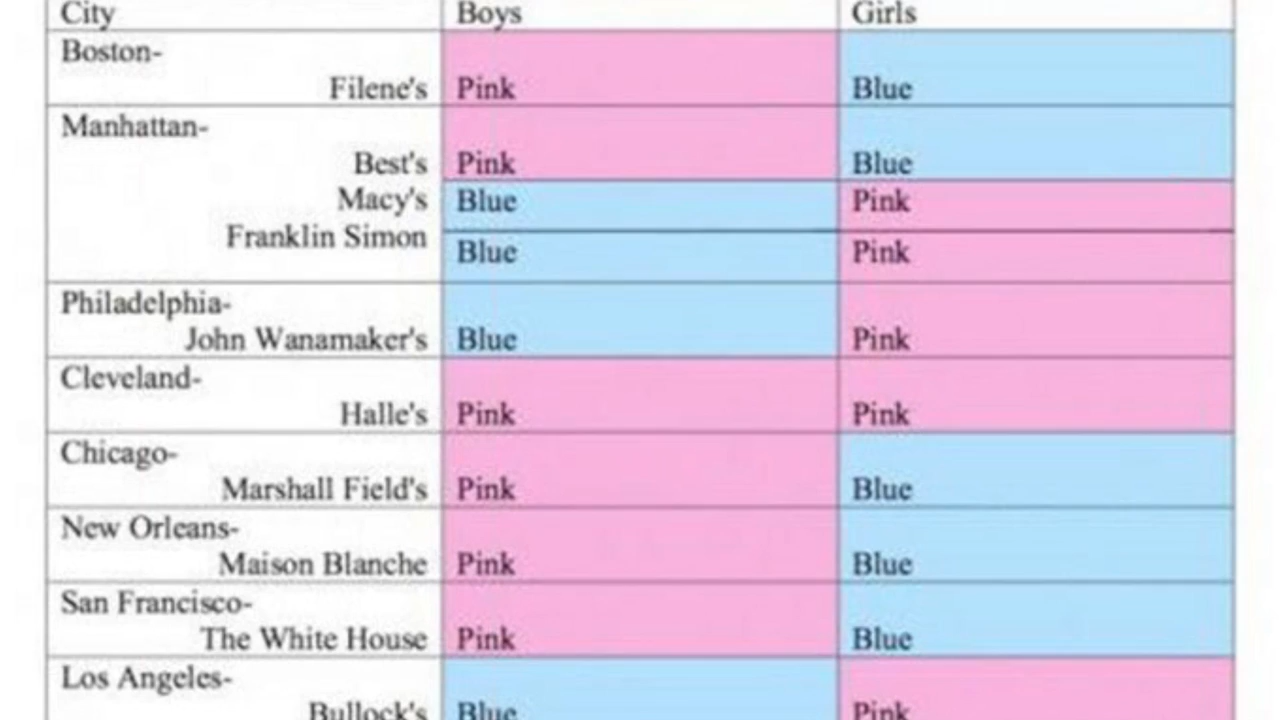 City Boys Girls
Boston-
Filene's Pink Blue
Manhattan-
Best's Pink Blue
Macy's Blue Pink
Franklin Simon Blue Pink
Philadelphia-
John Wanamaker's Blue Pink
Cleveland-
Halle's Pink Pink
Chicago-
Marshall Field's Pink Blue
New Orleans-
Maison Blanche Pink Blue
San Francisco-
The White House Pink Blue
Los Angeles-
Bullock's Blue Pink